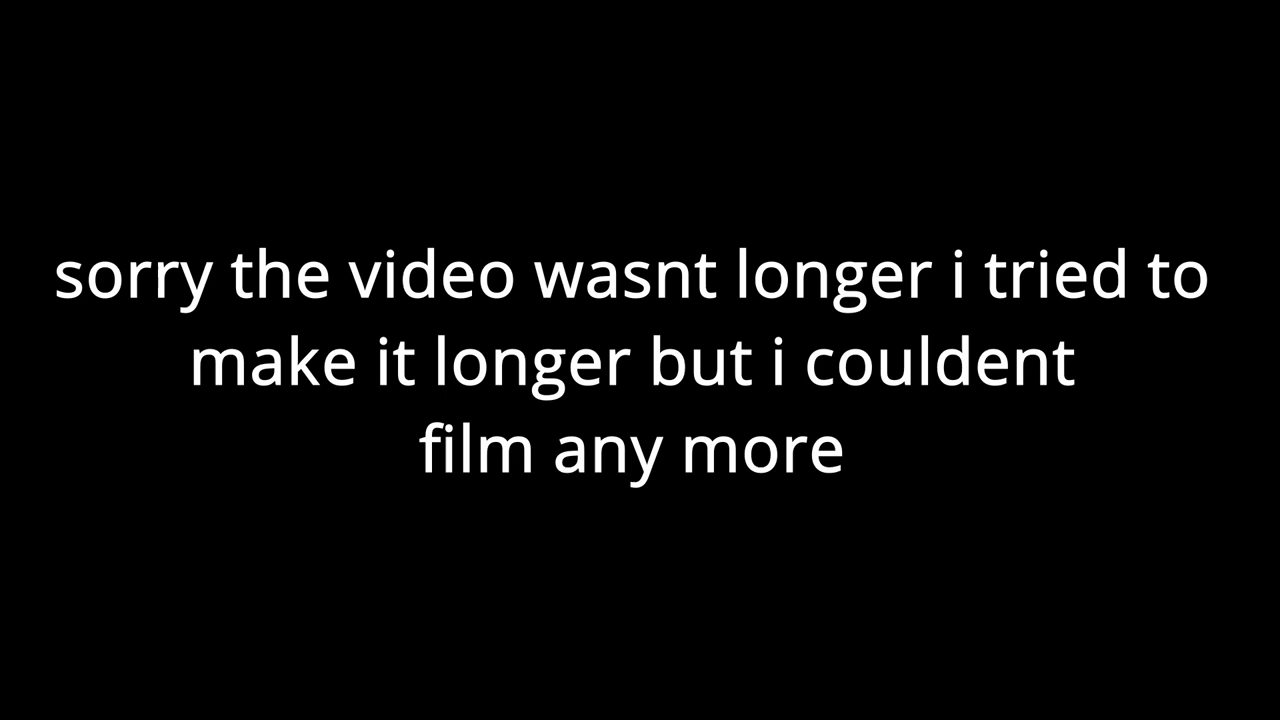 sorry the video wasnt longer i tried to
make it longer but i couldent
film any more